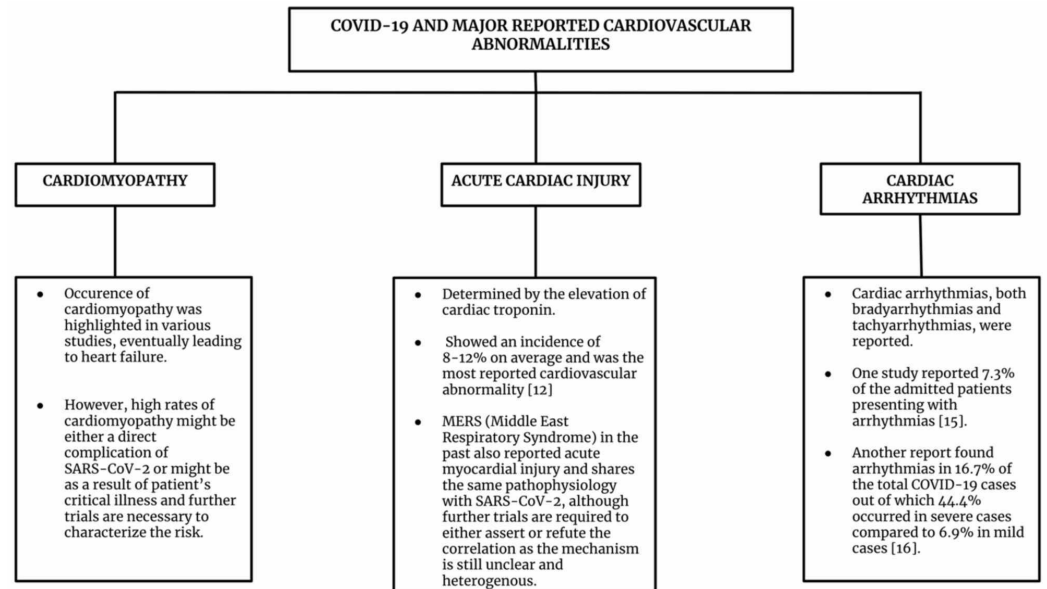 COVID-19 AND MAJOR REPORTED CARDIOVASCULAR
ABNORMALITIES
CARDIOMYOPATHY
● Occurence of
cardiomyopathy was
highlighted in various
studies, eventually leading
to heart failure.
● However, high rates of
cardiomyopathy might be
either a direct
complication of
SARS-CoV-2 or might be
as a result of patient's
critical illness and further
trials are necessary to
characterize the risk.
ACUTE CARDIAC INJURY
● Determined by the elevation of
cardiac troponin.
● Showed an incidence of
8-12% on average and was the
most reported cardiovascular
abnormality [12]
● MERS (Middle East
Respiratory Syndrome) in the
past also reported acute
myocardial injury and shares
the same pathophysiology
with SARS-CoV-2, although
further trials are required to
either assert or refute the
correlation as the mechanism
is still unclear and
heterogenous.
CARDIAC
ARRHYTHMIAS
● Cardiac arrhythmias, both
bradyarrhythmias and
tachyarrhythmias, were
reported.
● One study reported 7.3%
of the admitted patients
presenting with
arrhythmias [15].
● Another report found
arrhythmias in 16.7% of
the total COVID-19 cases
out of which 44.4%
occurred in severe cases
compared to 6.9% in mild
cases [16].